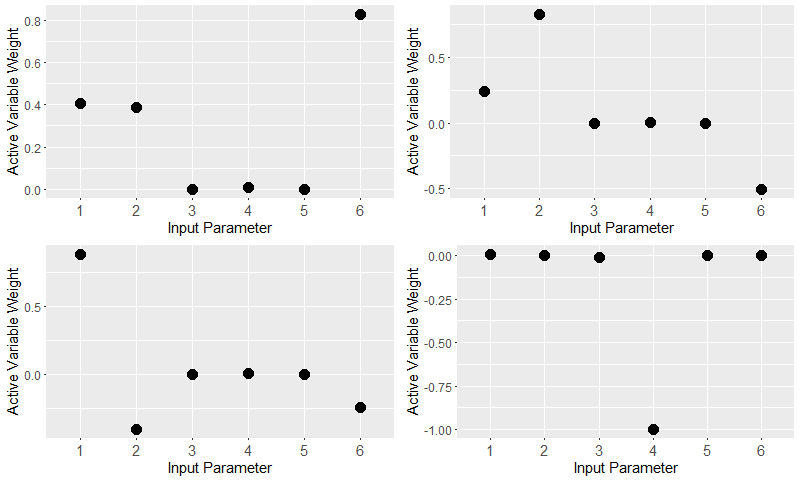 Active Variable Weight
0.8
0.6
0.4
0.2
0.0
1 2 3 4 5 6
Input Parameter
Active Variable Weight
0.5
0.0
-0.5
1 2 3 4 5 6
Input Parameter
Active Variable Weight
0.5
0.0
1 2 3 4 5 6
Input Parameter
Active Variable Weight
0.00
-0.25
-0.50
-0.75
-1.00
1 2 3 4 5 6
Input Parameter